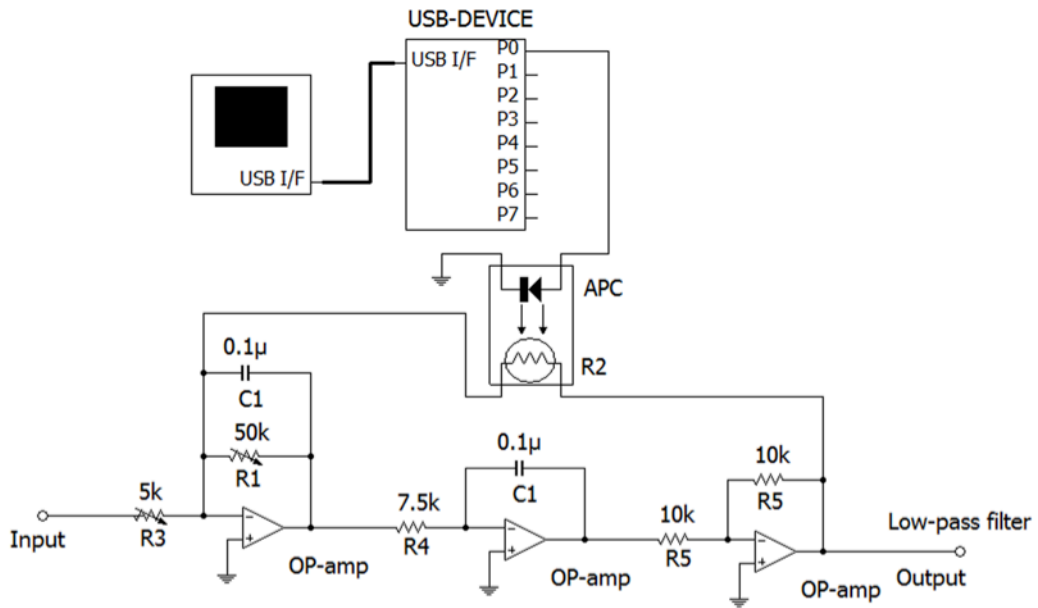 USB-DEVICE
USB I/F
P0
P1
P2
P3
P4
P5
P6
P7
USB I/F
APC
R2
0.1μ
C1
50k
R1
0.1μ
C1
10k
R5
5k
R3
7.5k
R4
10k
R5
Input
OP-amp
OP-amp
OP-amp
Low-pass filter
Output